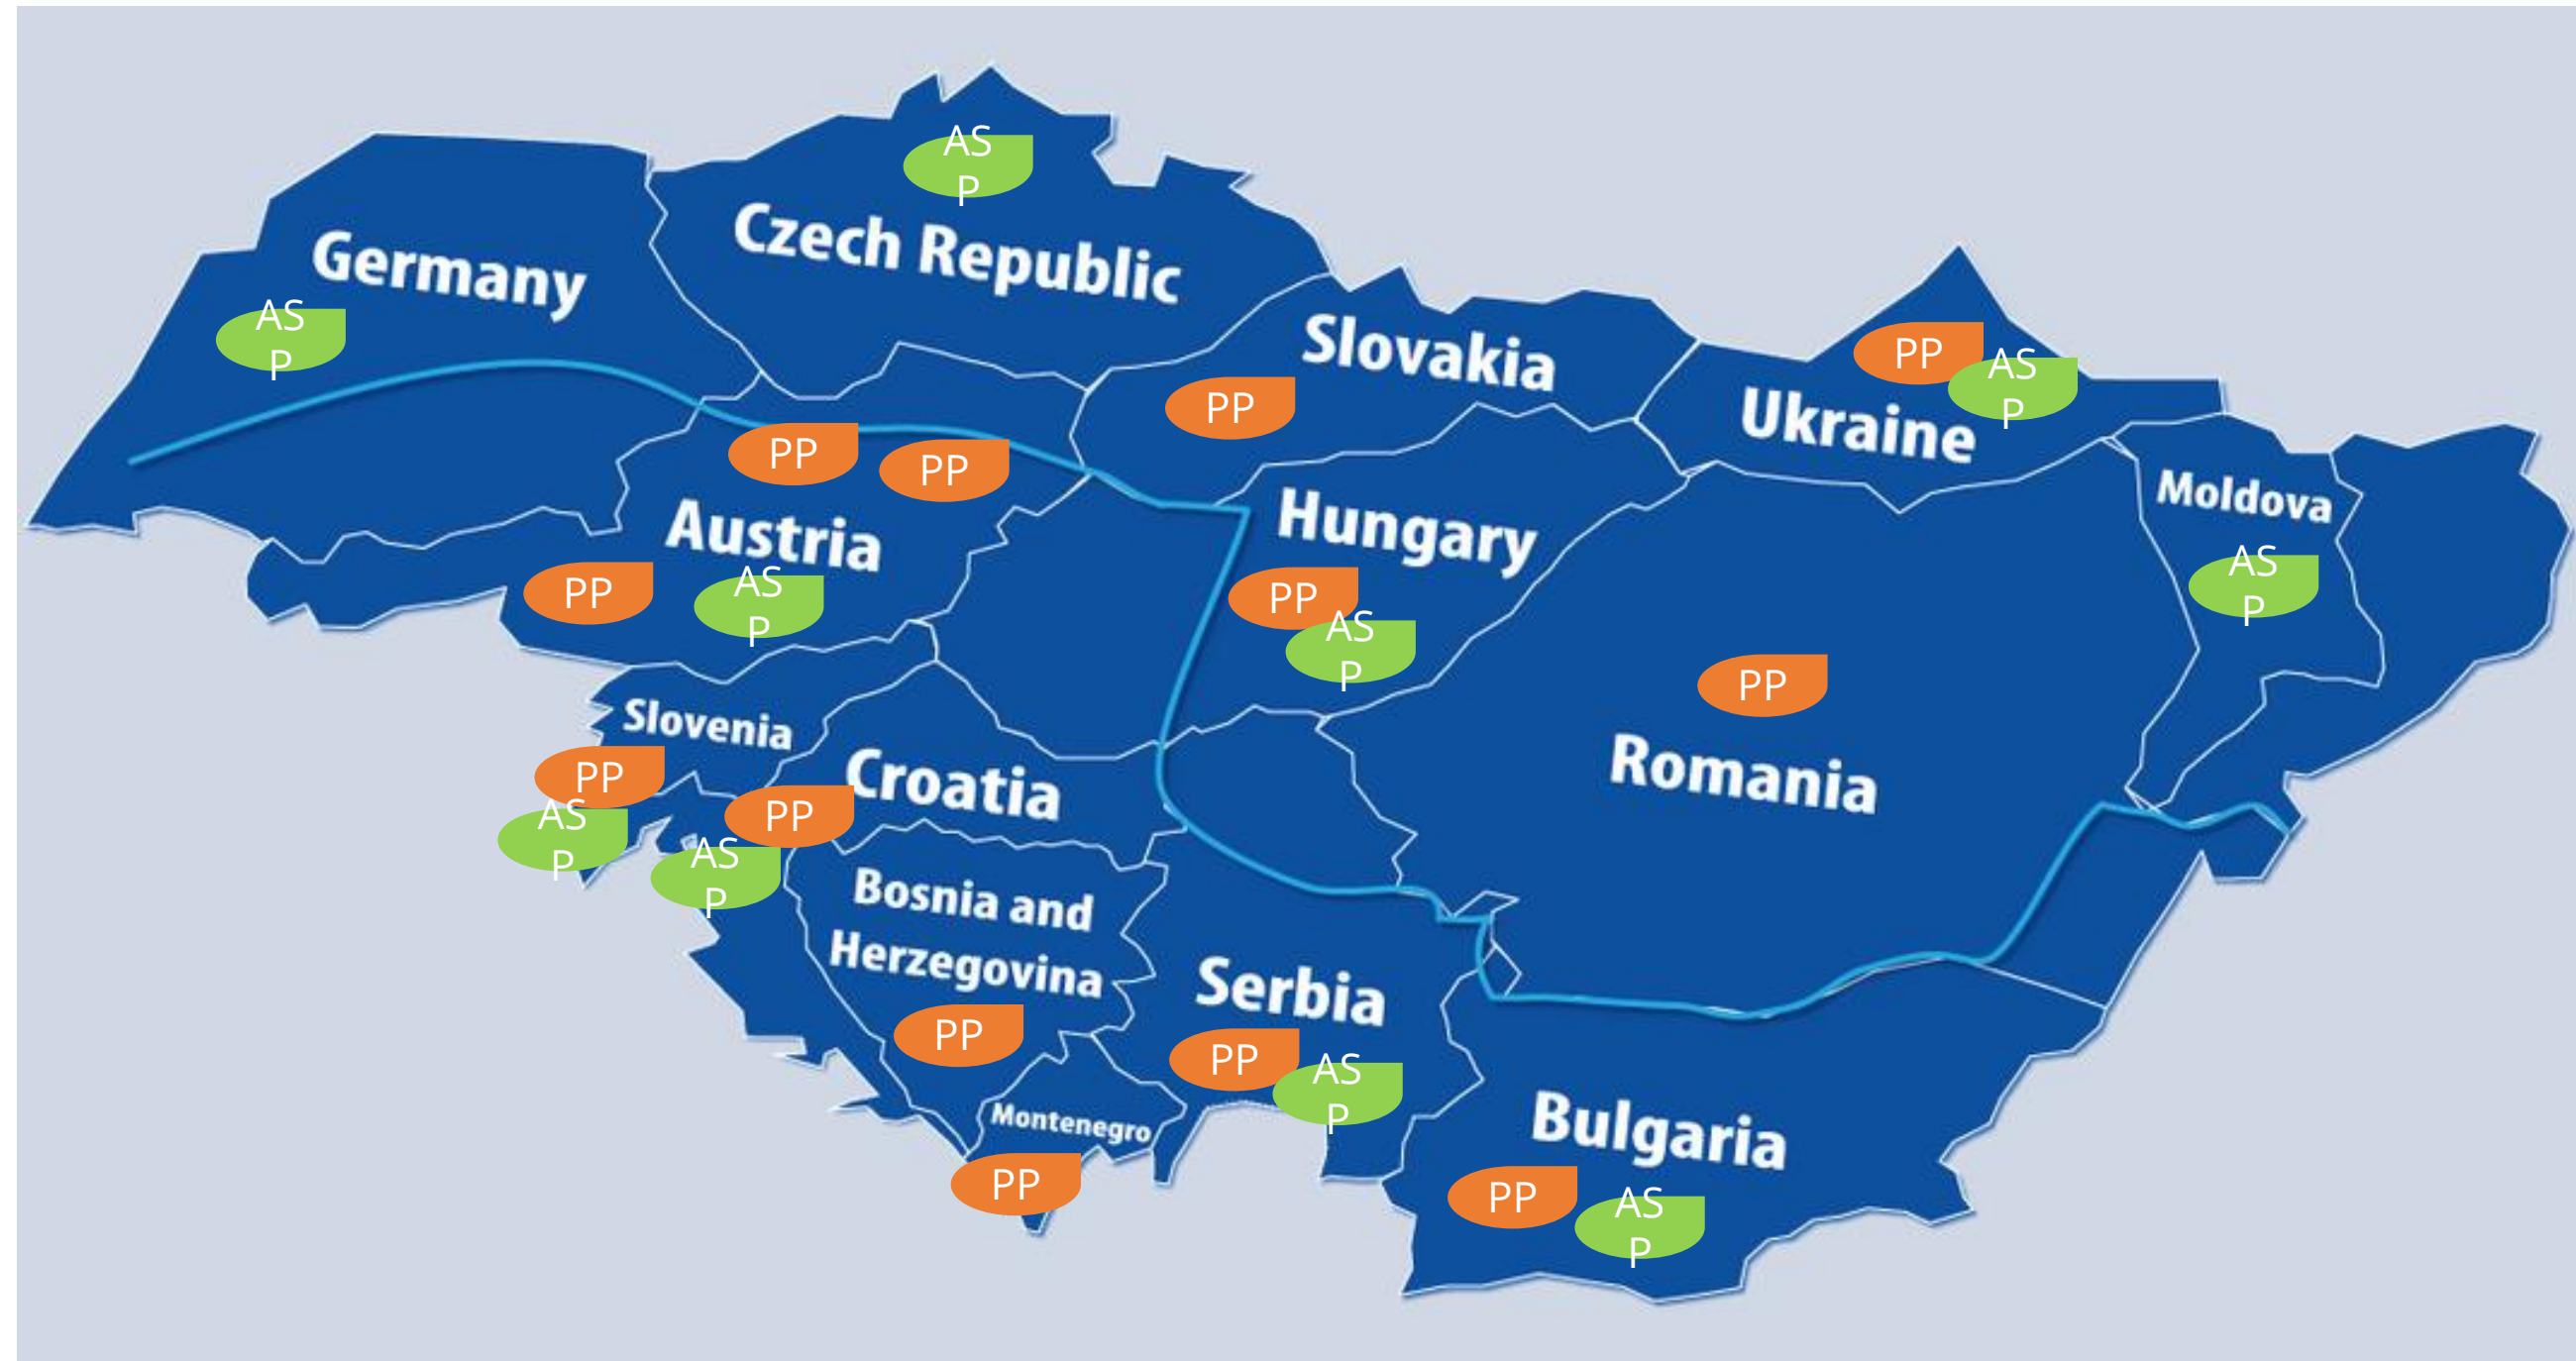 AS
P
Czech Republic
Germany
AS
P
Slovakia
PP
AS
P
PP
Ukraine
PP
PP
Moldova
Hungary
Austria
AS
P
PP
AS
P
PP
AS
P
PP
Slovenia
Romania
PP
Croatia
AS
P
PP
AS
P
Bosnia and
Herzegovina
Serbia
PP
PP
AS
P
Montenegro
Bulgaria
PP
PP
AS
P